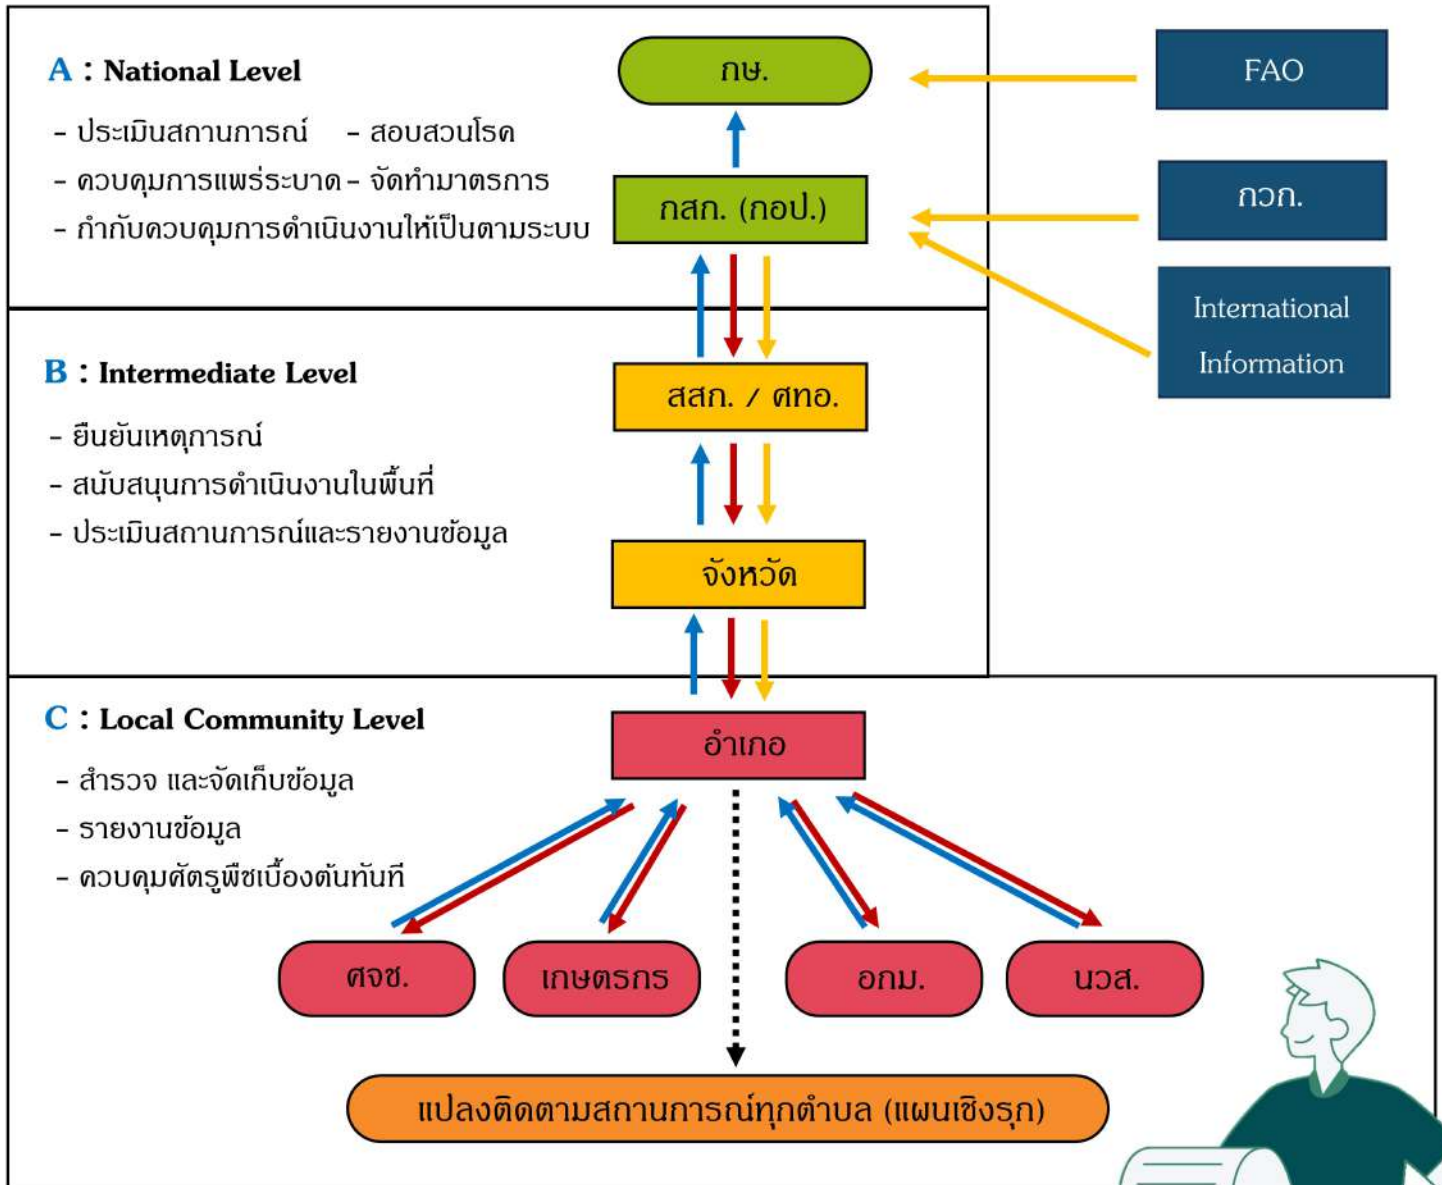 A : National Level
- ประเมินสถานการณ์ - สอบสวนโรค
- ควบคุมการแพร่ระบาด - จัดทำมาตรการ
- กำกับควบคุมการดำเนินงานให้เป็นตามระบบ
กษ.
กสก. (กอป.)
FAO
กวก.
International
Information
B : Intermediate Level
- ยืนยันเหตุการณ์
- สนับสนุนการดำเนินงานในพื้นที่
- ประเมินสถานการณ์และรายงานข้อมูล
สสก. / ศทอ.
จังหวัด
C : Local Community Level
- สำรวจ และจัดเก็บข้อมูล
- รายงานข้อมูล
- ควบคุมศัตรูพืชเบื้องต้นทันที
อำเภอ
ศจช.
เกษตรกร
อกม.
นวส.
แปลงติดตามสถานการณ์ทุกตำบล (แผนเชิงรุก)